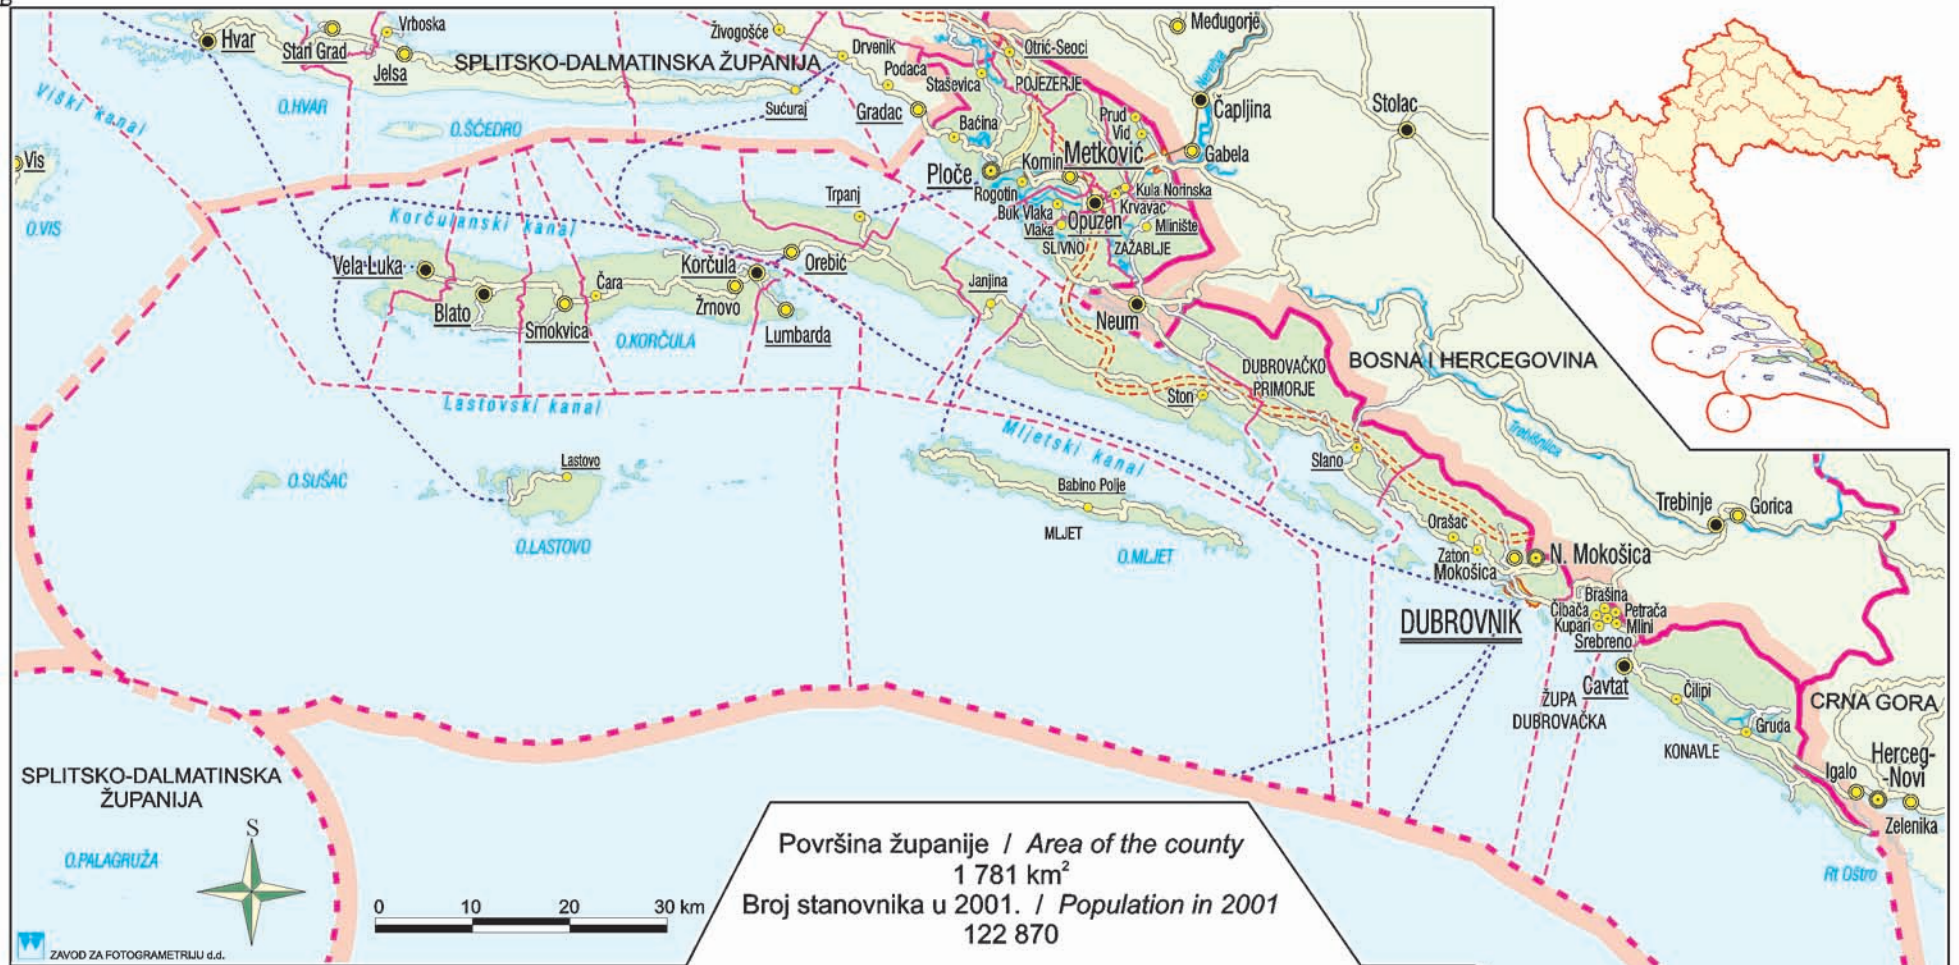 Hvar
Stari Grad
Vrboska
Jelsa
SPLITSKO-DALMATINSKA ŽUPANIJA
Živogošće
Drvenik
Podaca
Sućuraj
Gradac
Staševica
Baćina
Otrić-Seoci
POJEZERJE
Međugorje
Neretva
Čapljina
Stolac
Prud
Vid
Gabela
Viški kanal
O.HVAR
O.ŠĆEDRO
Vis
O.VIS
Ploče
Komin
Metković
Rogotin
Kula Norinska
Buk Vlaka
Krvavac
Vlaka
Opuzen
Mlinište
SLIVNO
ZAŽABLJE
Trpanj
Korčulanski kanal
Vela Luka
Korčula
Orebić
Blato
Čara
Žrnovo
Smokvica
Lumbarda
O.KORČULA
Janjina
Neum
DUBROVAČKO
PRIMORJE
BOSNA I HERCEGOVINA
Ston
Lastovski kanal
Mljetski kanal
Trebišnjica
Slano
Lastovo
O.SUŠAC
O.LASTOVO
Babino Polje
MLJET
O.MLJET
Trebinje
Gorica
Orašac
Zaton
Mokošica
N. Mokošica
DUBROVNIK
Brašina
Čibača
Petrača
Kupari
Mlini
Srebreno
Cavtat
ŽUPA
DUBROVAČKA
Čilipi
Gruda
KONAVLE
CRNA GORA
Herceg-
-Novi
Igalo
Zelenika
Rt Oštro
SPLITSKO-DALMATINSKA
ŽUPANIJA
O.PALAGRUŽA
S
0 10 20 30 km
ZAVOD ZA FOTOGRAMETRIJU d.d.
Površina županije / Area of the county
1 781 km²
Broj stanovnika u 2001. / Population in 2001
122 870